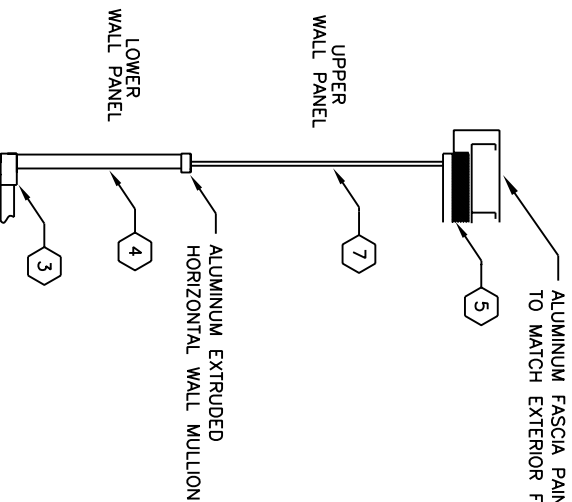 ALUMINUM FASCIA
TO MATCH EXTERIOR
5
UPPER
WALL PANEL
7
ALUMINUM EXTRUDED
HORIZONTAL WALL MULLION
LOWER
WALL PANEL
4
3